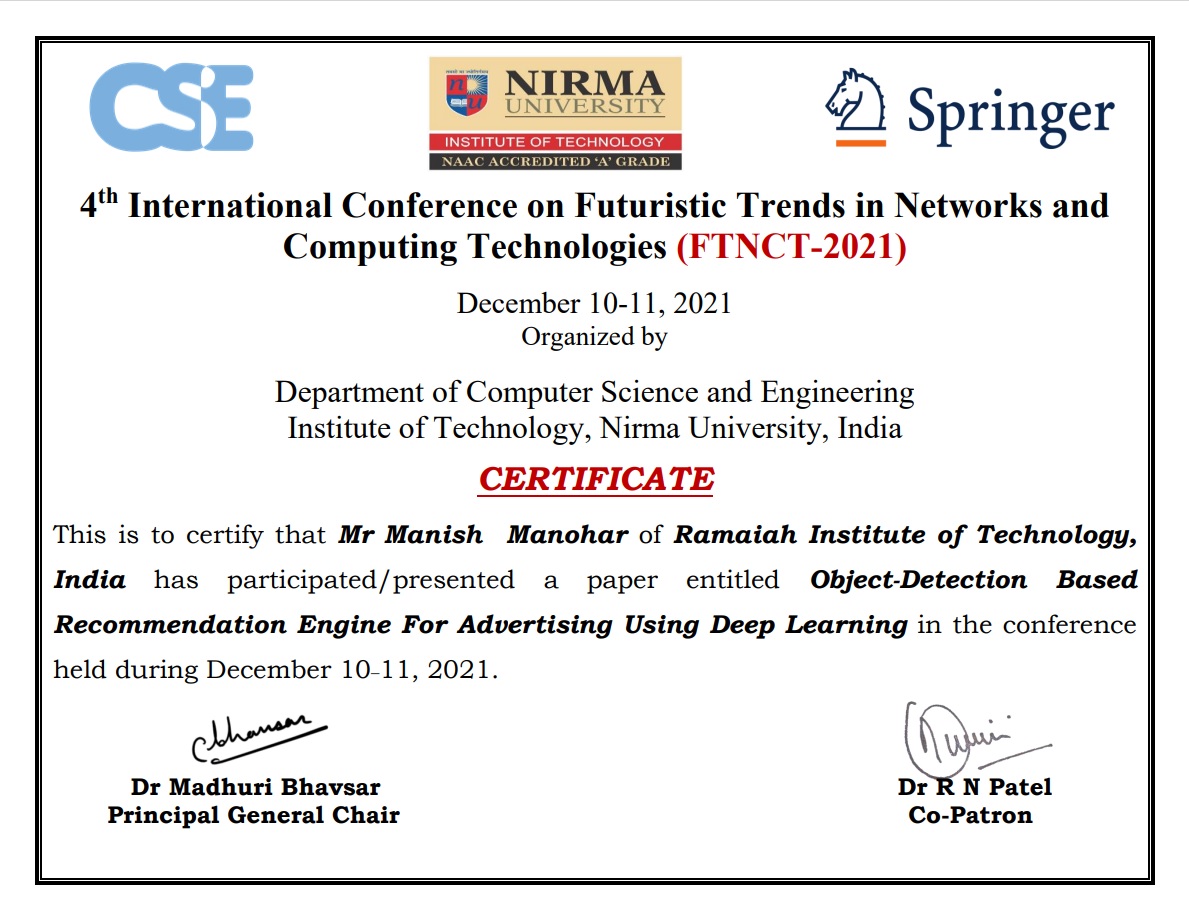 CSE
NIRMA
UNIVERSITY
INSTITUTE OF TECHNOLOGY
NAAC ACCREDITED ‘A’ GRADE
Springer
4th International Conference on Futuristic Trends in Networks and
Computing Technologies (FTNCT-2021)
December 10-11, 2021
Organized by
Department of Computer Science and Engineering
Institute of Technology, Nirma University, India
CERTIFICATE
This is to certify that Mr Manish Manohar of Ramaiah Institute of Technology,
India has participated/presented a paper entitled Object-Detection Based
Recommendation Engine For Advertising Using Deep Learning in the conference
held during December 10-11, 2021.
Dr Madhuri Bhavsar
Principal General Chair
Dr R N Patel
Co-Patron